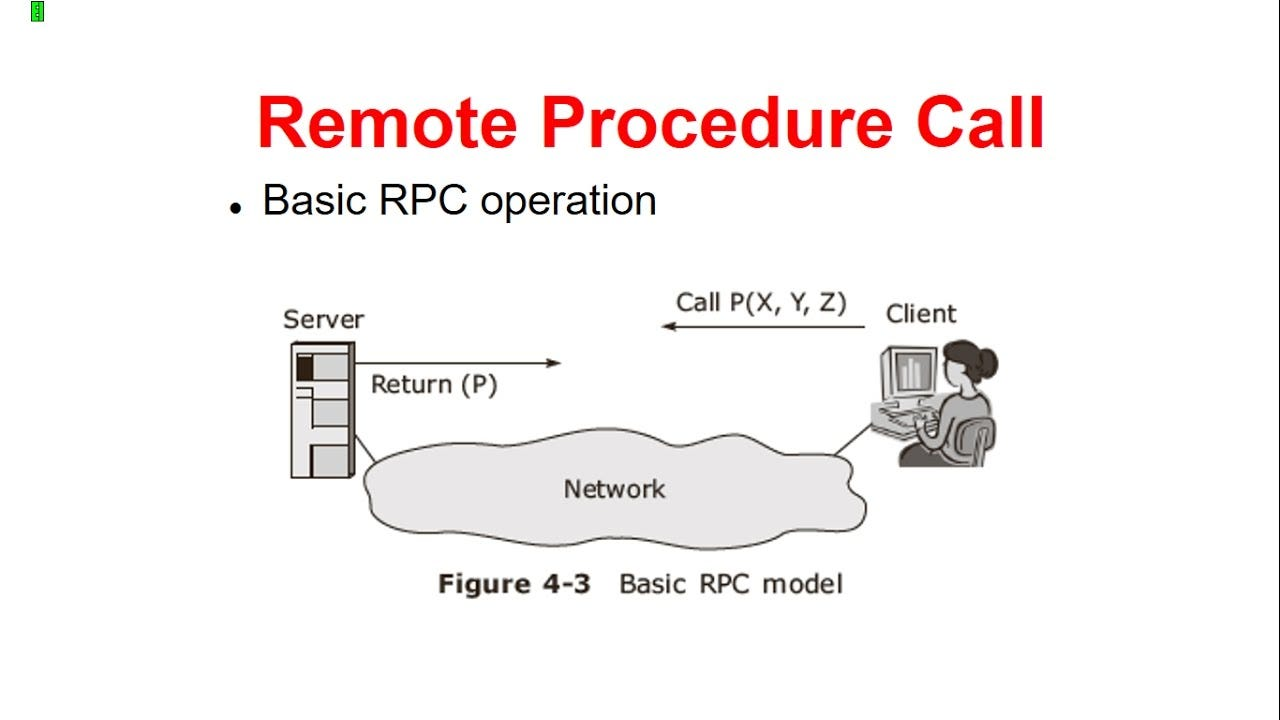 Remote Procedure Call
• Basic RPC operation
Call P(X, Y, Z)
Client
Server
Return (P)
Network
Figure 4-3 Basic RPC model